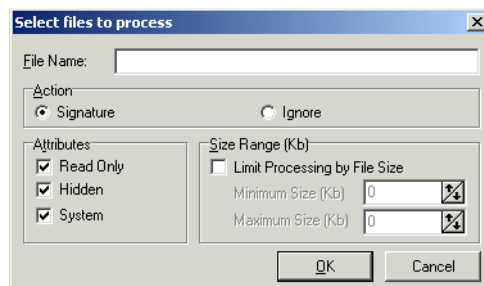 Select files to process
File Name:
Action
Signature Ignore
Attributes
Read Only
Hidden
System
Size Range (Kb)
Limit Processing by File Size
Minimum Size (Kb) 0
Maximum Size (Kb) 0
OK Cancel